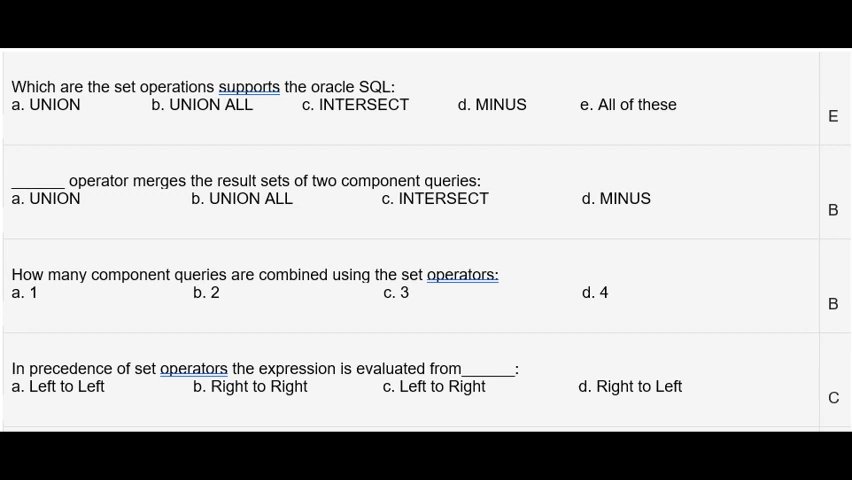 Which are the set operations supports the oracle SQL:
a. UNION b. UNION ALL c. INTERSECT d. MINUS e. All of these
E
______ operator merges the result sets of two component queries:
a. UNION b. UNION ALL c. INTERSECT d. MINUS
B
How many component queries are combined using the set operators:
a. 1 b. 2 c. 3 d. 4
B
In precedence of set operators the expression is evaluated from______:
a. Left to Left b. Right to Right c. Left to Right d. Right to Left
C